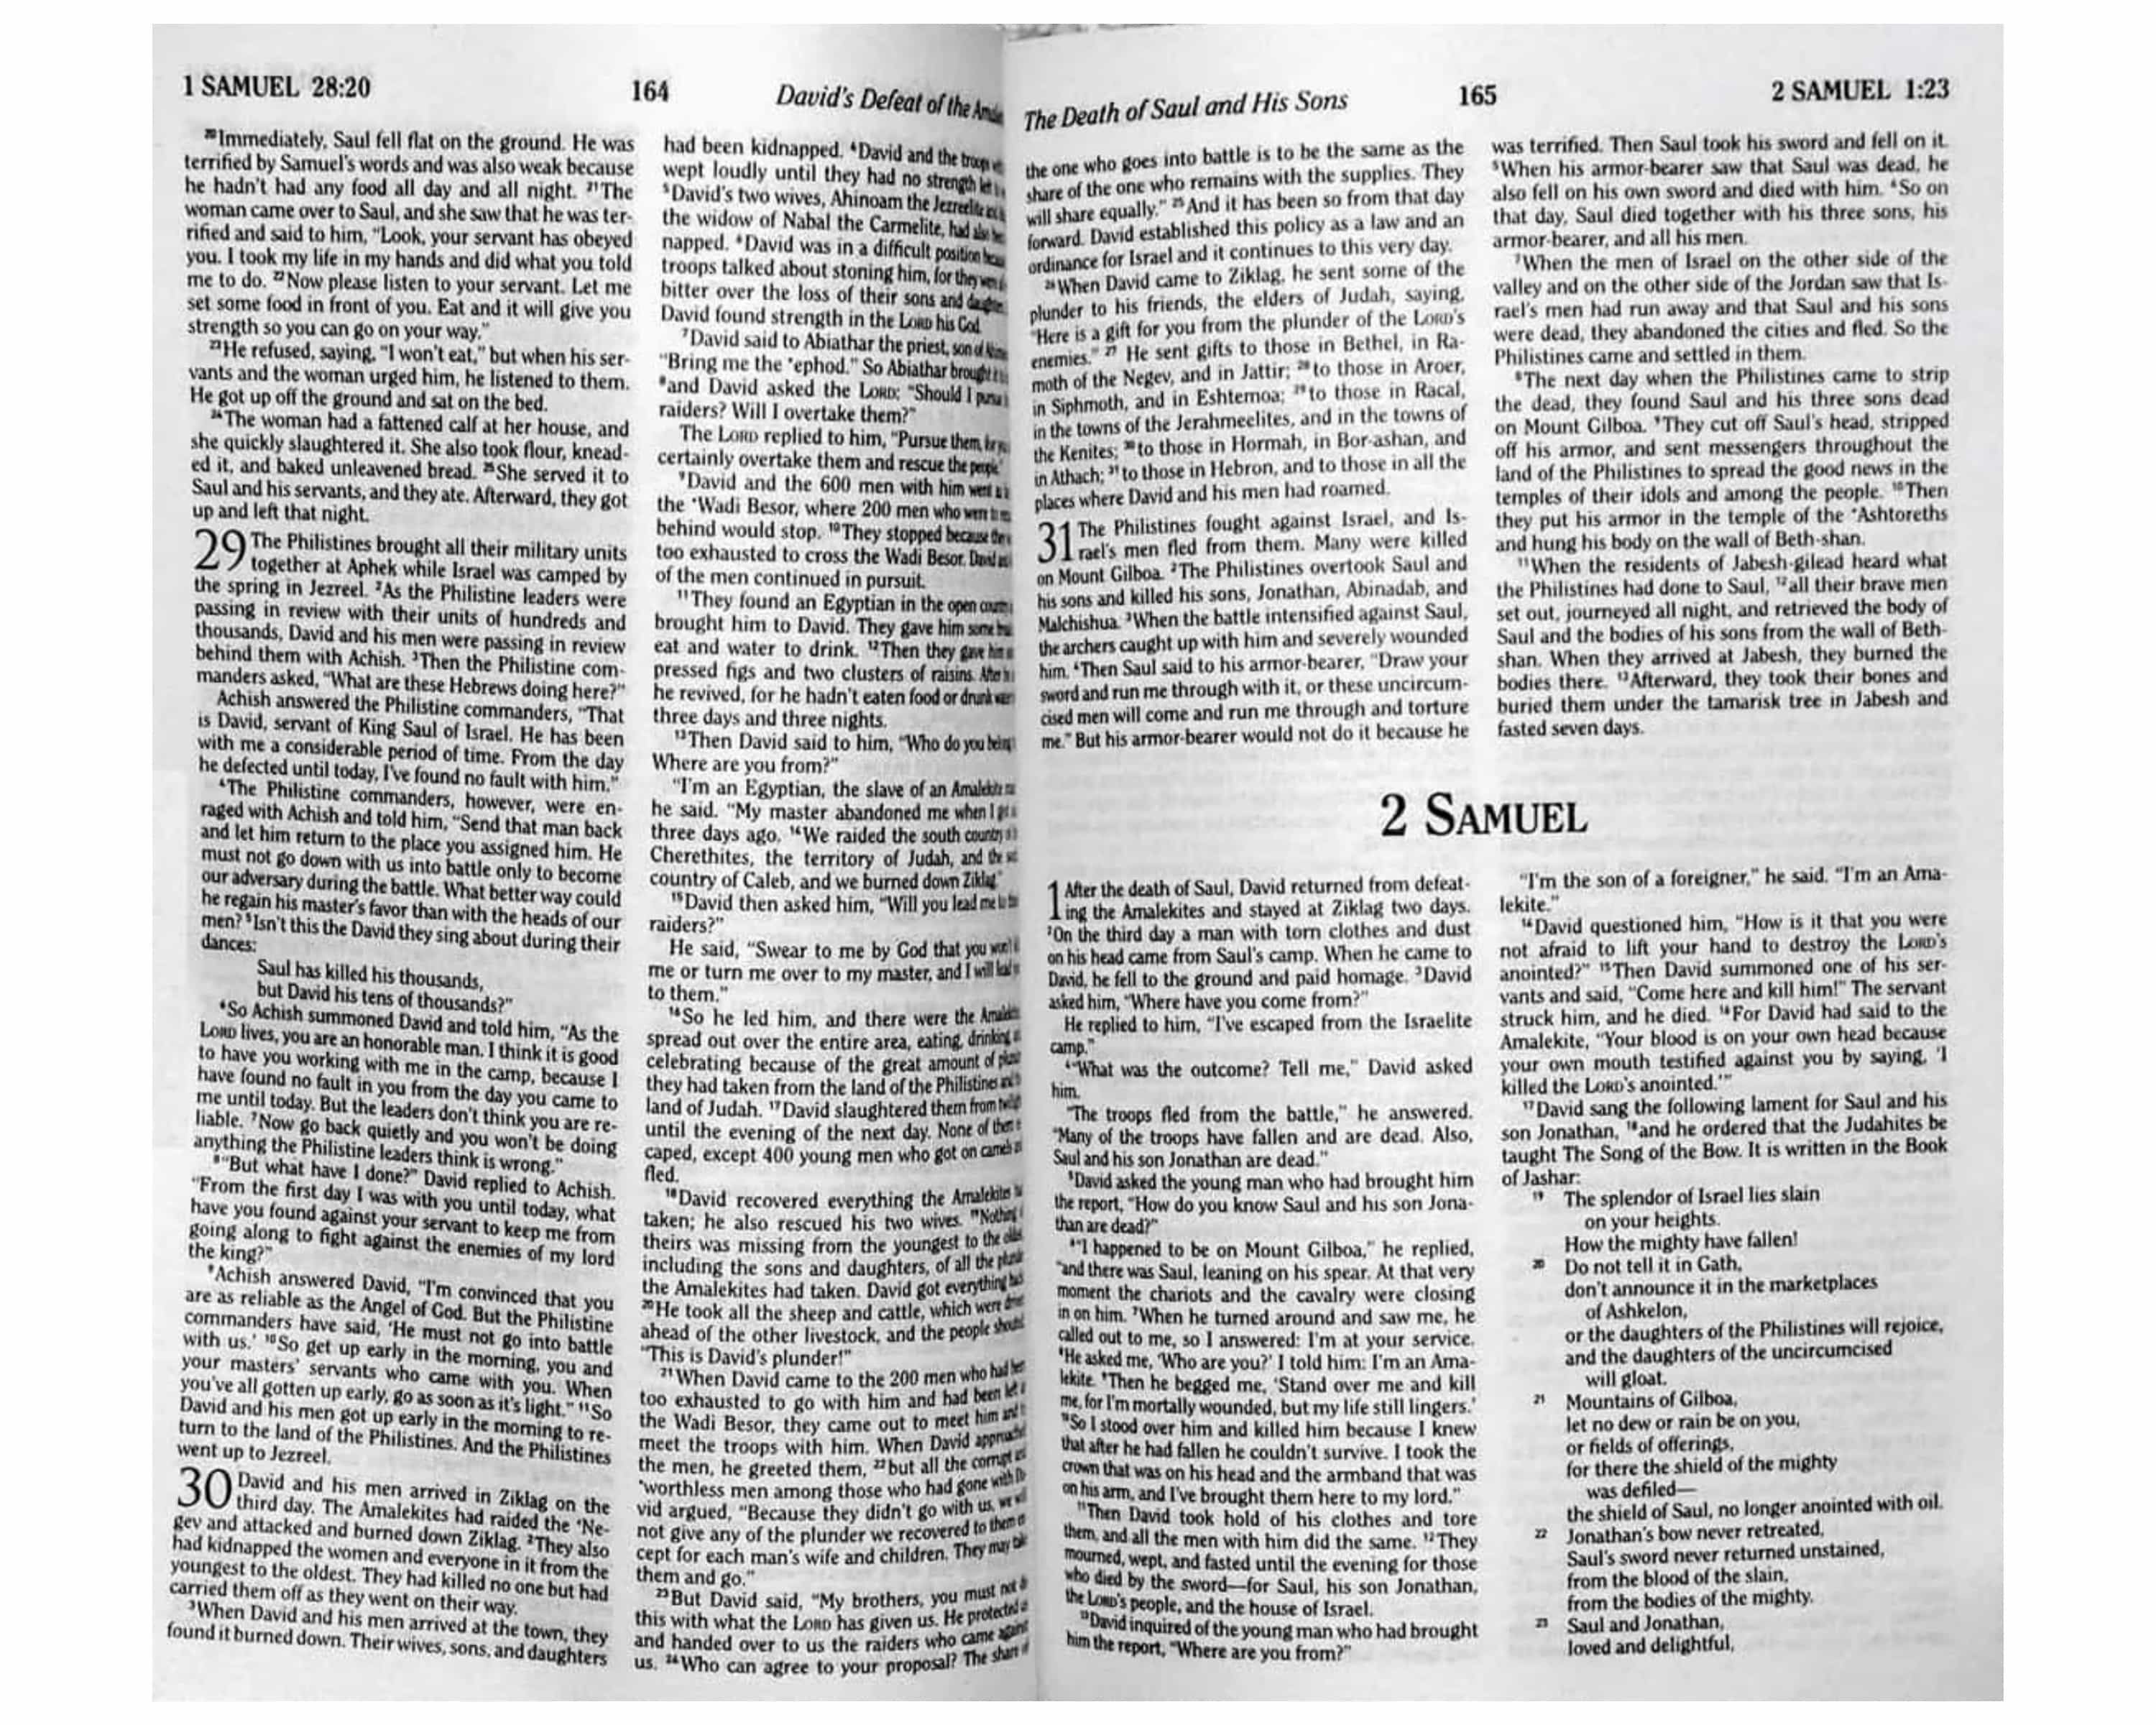 1 SAMUEL 28:20
164
David's Defeat of the
20Immediately, Saul fell flat on the ground. He was
terrified by Samuel's words and was also weak because
he hadn't had any food all day and all night. 21The
woman came over to Saul, and she saw that he was ter-
rified and said to him, "Look, your servant has obeyed
you. I took my life in my hands and did what you told
me to do. 22Now please listen to your servant. Let me
set some food in front of you. Eat and it will give you
strength so you can go on your way."
23He refused, saying, "I won't eat," but when his ser-
vants and the woman urged him, he listened to them.
He got up off the ground and sat on the bed.
24The woman had a fattened calf at her house, and
she quickly slaughtered it. She also took flour, knead-
ed it, and baked unleavened bread. 25She served it to
Saul and his servants, and they ate. Afterward, they got
up and left that night.
29 The Philistines brought all their military units
together at Aphek while Israel was camped by
the spring in Jezreel. 2As the Philistine leaders were
passing in review with their units of hundreds and
thousands, David and his men were passing in review
behind them with Achish. 3Then the Philistine com-
manders asked, "What are these Hebrews doing here?"
Achish answered the Philistine commanders, "That
is David, servant of King Saul of Israel. He has been
with me a considerable period of time. From the day
he defected until today, I've found no fault with him."
4The Philistine commanders, however, were en-
raged with Achish and told him, "Send that man back
and let him return to the place you assigned him. He
must not go down with us into battle only to become
our adversary during the battle. What better way could
he regain his master's favor than with the heads of our
men? 5Isn't this the David they sing about during their
dances:
Saul has killed his thousands,
but David his tens of thousands?"
6So Achish summoned David and told him, "As the
LORD lives, you are an honorable man. I think it is good
to have you working with me in the camp, because I
have found no fault in you from the day you came to
me until today. But the leaders don't think you are re-
liable. 7Now go back quietly and you won't be doing
anything the Philistine leaders think is wrong."
8"But what have I done?" David replied to Achish.
"From the first day I was with you until today, what
have you found against your servant to keep me from
going along to fight against the enemies of my lord
the king?"
9Achish answered David, "I'm convinced that you
are as reliable as the Angel of God. But the Philistine
commanders have said, 'He must not go into battle
with us.' 10So get up early in the morning, you and
your masters' servants who came with you. When
you've all gotten up early, go as soon as it's light." 11So
David and his men got up early in the morning to re-
turn to the land of the Philistines. And the Philistines
went up to Jezreel.
30 David and his men arrived in Ziklag on the
third day. The Amalekites had raided the *Ne-
gev and attacked and burned down Ziklag. 2They also
had kidnapped the women and everyone in it from the
youngest to the oldest. They had killed no one but had
carried them off as they went on their way.
3When David and his men arrived at the town, they
found it burned down. Their wives, sons, and daughters
had been kidnapped. 4David and the troops
wept loudly until they had no strength
5David's two wives, Ahinoam the Jezreelite
the widow of Nabal the Carmelite, had
napped. 6David was in a difficult position
troops talked about stoning him, for they
bitter over the loss of their sons and
David found strength in the LORD his God.
7David said to Abiathar the priest, son of
"Bring me the *ephod." So Abiathar brought
8and David asked the LORD: "Should I
raiders? Will I overtake them?"
The LORD replied to him, "Pursue them,
certainly overtake them and rescue the people."
9David and the 600 men with him went
the *Wadi Besor, where 200 men who were
behind would stop. 10They stopped because
too exhausted to cross the Wadi Besor.
of the men continued in pursuit.
11They found an Egyptian in the open
brought him to David. They gave him some
eat and water to drink. 12Then they gave him
pressed figs and two clusters of raisins. After
he revived, for he hadn't eaten food or drunk
three days and three nights.
13Then David said to him, "Who do you
Where are you from?"
"I'm an Egyptian, the slave of an Amalekite
he said. "My master abandoned me when I
three days ago. 14We raided the south country
Cherethites, the territory of Judah, and the
country of Caleb, and we burned down Ziklag."
15David then asked him, "Will you lead me
raiders?"
He said, "Swear to me by God that you won't
me or turn me over to my master, and I will
to them."
16So he led him, and there were the
spread out over the entire area, eating, drinking
celebrating because of the great amount of
they had taken from the land of the Philistines
land of Judah. 17David slaughtered them from
until the evening of the next day. None of them
caped, except 400 young men who got on camels
fled.
18David recovered everything the Amalekites
taken; he also rescued his two wives. 19Nothing
theirs was missing from the youngest to the
including the sons and daughters, of all the
the Amalekites had taken. David got everything
20He took all the sheep and cattle, which were
ahead of the other livestock, and the people
"This is David's plunder!"
21When David came to the 200 men who had
too exhausted to go with him and had been
the Wadi Besor, they came out to meet him
meet the troops with him. When David
the men, he greeted them, 22but all the corrupt
*worthless men among those who had gone with
vid argued, "Because they didn't go with us,
not give any of the plunder we recovered to them
cept for each man's wife and children. They may
them and go."
23But David said, "My brothers, you must not
this with what the LORD has given us. He protected
and handed over to us the raiders who came
us. 24Who can agree to your proposal? The share
The Death of Saul and His Sons
165
2 SAMUEL 1:23
the one who goes into battle is to be the same as the
share of the one who remains with the supplies. They
will share equally." 25And it has been so from that day
forward. David established this policy as a law and an
ordinance for Israel and it continues to this very day.
26When David came to Ziklag, he sent some of the
plunder to his friends, the elders of Judah, saying,
"Here is a gift for you from the plunder of the LORD's
enemies." 27 He sent gifts to those in Bethel, in Ra-
moth of the Negev, and in Jattir; 28to those in Aroer,
in Siphmoth, and in Eshtemoa; 29to those in Racal,
in the towns of the Jerahmeelites, and in the towns of
the Kenites; 30to those in Hormah, in Bor-ashan, and
in Athach; 31to those in Hebron, and to those in all the
places where David and his men had roamed.
31 The Philistines fought against Israel, and Is-
rael's men fled from them. Many were killed
on Mount Gilboa. 2The Philistines overtook Saul and
his sons and killed his sons, Jonathan, Abinadab, and
Malchishua. 3When the battle intensified against Saul,
the archers caught up with him and severely wounded
him. 4Then Saul said to his armor-bearer, "Draw your
sword and run me through with it, or these uncircum-
cised men will come and run me through and torture
me." But his armor-bearer would not do it because he
was terrified. Then Saul took his sword and fell on it.
5When his armor-bearer saw that Saul was dead, he
also fell on his own sword and died with him. 6So on
that day, Saul died together with his three sons, his
armor-bearer, and all his men.
7When the men of Israel on the other side of the
valley and on the other side of the Jordan saw that Is-
rael's men had run away and that Saul and his sons
were dead, they abandoned the cities and fled. So the
Philistines came and settled in them.
8The next day when the Philistines came to strip
the dead, they found Saul and his three sons dead
on Mount Gilboa. 9They cut off Saul's head, stripped
off his armor, and sent messengers throughout the
land of the Philistines to spread the good news in the
temples of their idols and among the people. 10Then
they put his armor in the temple of the *Ashtoreths
and hung his body on the wall of Beth-shan.
11When the residents of Jabesh-gilead heard what
the Philistines had done to Saul, 12all their brave men
set out, journeyed all night, and retrieved the body of
Saul and the bodies of his sons from the wall of Beth-
shan. When they arrived at Jabesh, they burned the
bodies there. 13Afterward, they took their bones and
buried them under the tamarisk tree in Jabesh and
fasted seven days.
2 SAMUEL
1 After the death of Saul, David returned from defeat-
ing the Amalekites and stayed at Ziklag two days.
2On the third day a man with torn clothes and dust
on his head came from Saul's camp. When he came to
David, he fell to the ground and paid homage. 3David
asked him, "Where have you come from?"
He replied to him, "I've escaped from the Israelite
camp."
4"What was the outcome? Tell me," David asked
him.
"The troops fled from the battle," he answered.
"Many of the troops have fallen and are dead. Also,
Saul and his son Jonathan are dead."
5David asked the young man who had brought him
the report, "How do you know Saul and his son Jona-
than are dead?"
6"I happened to be on Mount Gilboa," he replied,
"and there was Saul, leaning on his spear. At that very
moment the chariots and the cavalry were closing
in on him. 7When he turned around and saw me, he
called out to me, so I answered: I'm at your service.
8He asked me, 'Who are you?' I told him: I'm an Ama-
lekite. 9Then he begged me, 'Stand over me and kill
me, for I'm mortally wounded, but my life still lingers.'
10So I stood over him and killed him because I knew
that after he had fallen he couldn't survive. I took the
crown that was on his head and the armband that was
on his arm, and I've brought them here to my lord."
11Then David took hold of his clothes and tore
them, and all the men with him did the same. 12They
mourned, wept, and fasted until the evening for those
who died by the sword—for Saul, his son Jonathan,
the LORD's people, and the house of Israel.
13David inquired of the young man who had brought
him the report, "Where are you from?"
"I'm the son of a foreigner," he said. "I'm an Ama-
lekite."
14David questioned him, "How is it that you were
not afraid to lift your hand to destroy the LORD's
anointed?" 15Then David summoned one of his ser-
vants and said, "Come here and kill him!" The servant
struck him, and he died. 16For David had said to the
Amalekite, "Your blood is on your own head because
your own mouth testified against you by saying, 'I
killed the LORD's anointed.'"
17David sang the following lament for Saul and his
son Jonathan, 18and he ordered that the Judahites be
taught The Song of the Bow. It is written in the Book
of Jashar:
19 The splendor of Israel lies slain
on your heights.
How the mighty have fallen!
20 Do not tell it in Gath,
don't announce it in the marketplaces
of Ashkelon,
or the daughters of the Philistines will rejoice,
and the daughters of the uncircumcised
will gloat.
21 Mountains of Gilboa,
let no dew or rain be on you,
or fields of offerings,
for there the shield of the mighty
was defiled—
the shield of Saul, no longer anointed with oil.
22 Jonathan's bow never retreated,
Saul's sword never returned unstained,
from the blood of the slain,
from the bodies of the mighty.
23 Saul and Jonathan,
loved and delightful,